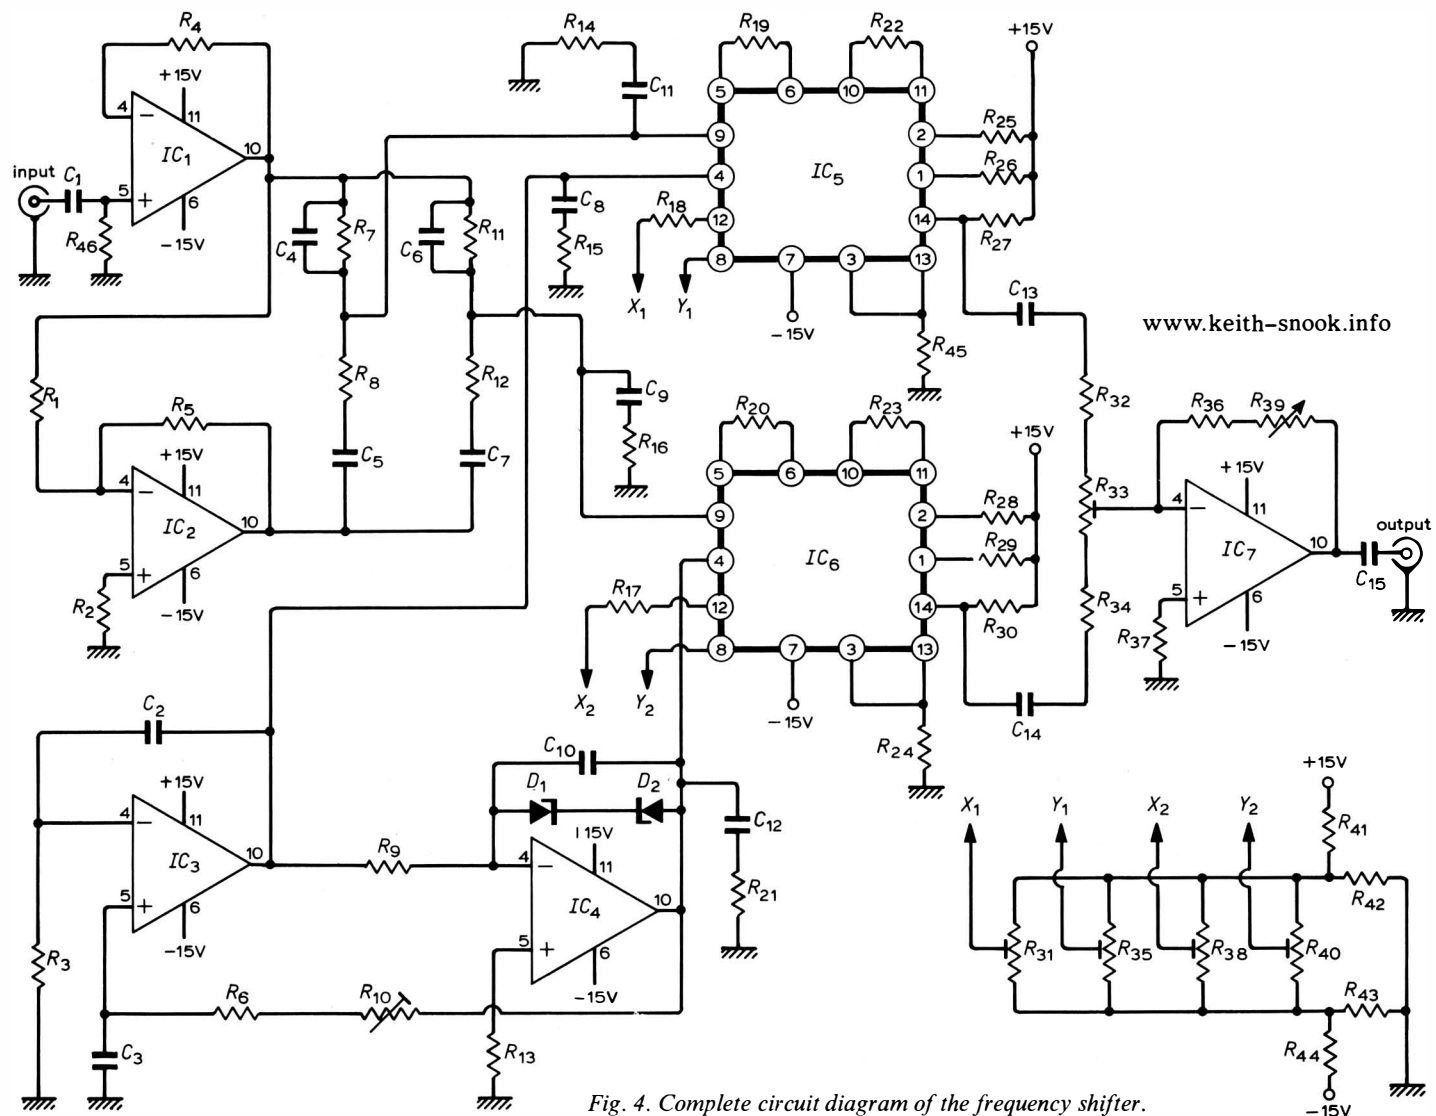 R4
R14
R19
R22
+15V
+15V
C11
5
6
10
11
4
11
9
2
R25
input
C1
IC1
10
R26
5
6
-15V
R46
C4
R7
C6
R11
C8
R15
4
IC5
1
R18
12
14
R27
8
7
3
13
X1
Y1
-15V
C13
www.keith-snook.info
R45
R1
R8
R12
C9
R32
R5
R16
R20
R23
+15V
R36
R39
+15V
C5
C7
5
6
10
11
R33
+15V
4
11
IC2
10
9
2
R28
4
11
output
5
6
-15V
R2
4
IC6
1
R29
IC7
10
C15
R17
12
14
R30
R34
5
6
-15V
R37
8
7
3
13
X2
Y2
-15V
C14
R24
C2
C10
+15V
+15V
D1
D2
X1
Y1
X2
Y2
R41
4
11
IC3
10
R9
15V
C12
4
11
R21
R42
5
6
-15V
IC4
10
R3
5
6
-15V
R31
R35
R38
R40
R6
R10
R43
C3
R13
R44
-15V
Fig. 4. Complete circuit diagram of the frequency shifter.